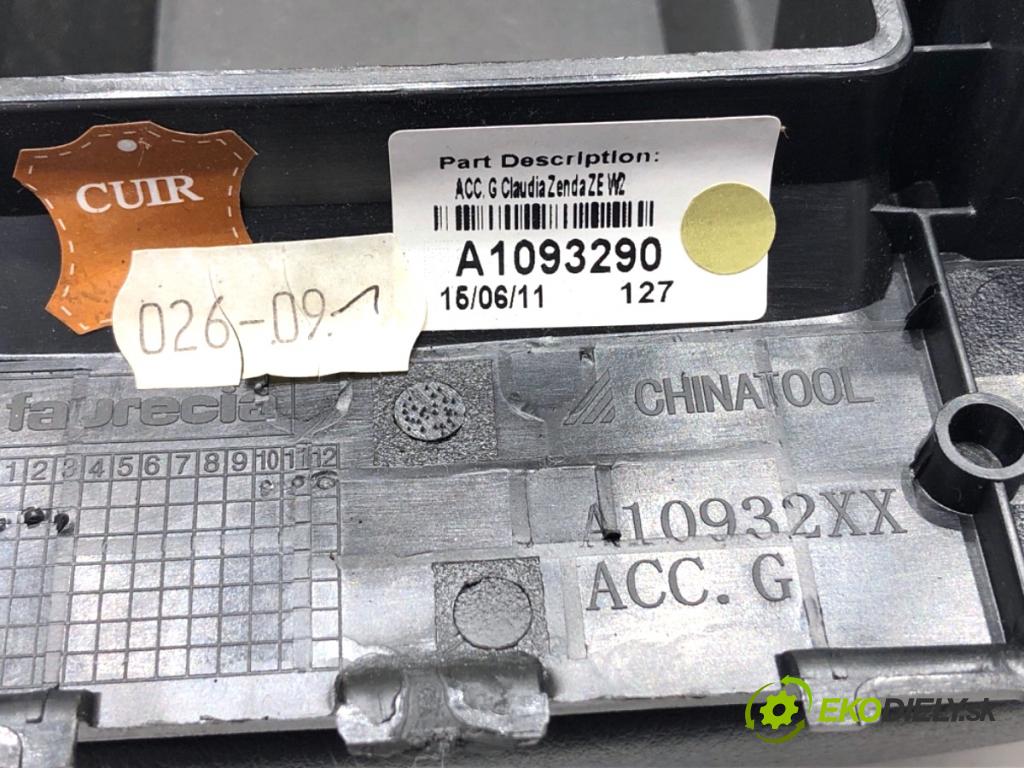 CUIR
Part Description:
ACC. G Claudia Zenda ZE W2
A1093290
15/06/11 127
026-09
faurecia
CHINATOOL
1 2 3 4 5 6 7 8 9 10 11 12
A10932XX
ACC. G
EKODIELY.sk